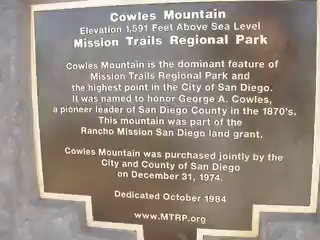 Cowles Mountain
Elevation 1,591 Feet Above Sea Level
Mission Trails Regional Park
Cowles Mountain is the dominant feature of
Mission Trails Regional Park and
the highest point in the City of San Diego.
It was named to honor George A. Cowles,
a pioneer leader of San Diego County in the 1870's.
This mountain was part of the
Rancho Mission San Diego land grant.
Cowles Mountain was purchased jointly by the
City and County of San Diego
on December 31, 1974.
Dedicated October 1984
www.MTRP.org